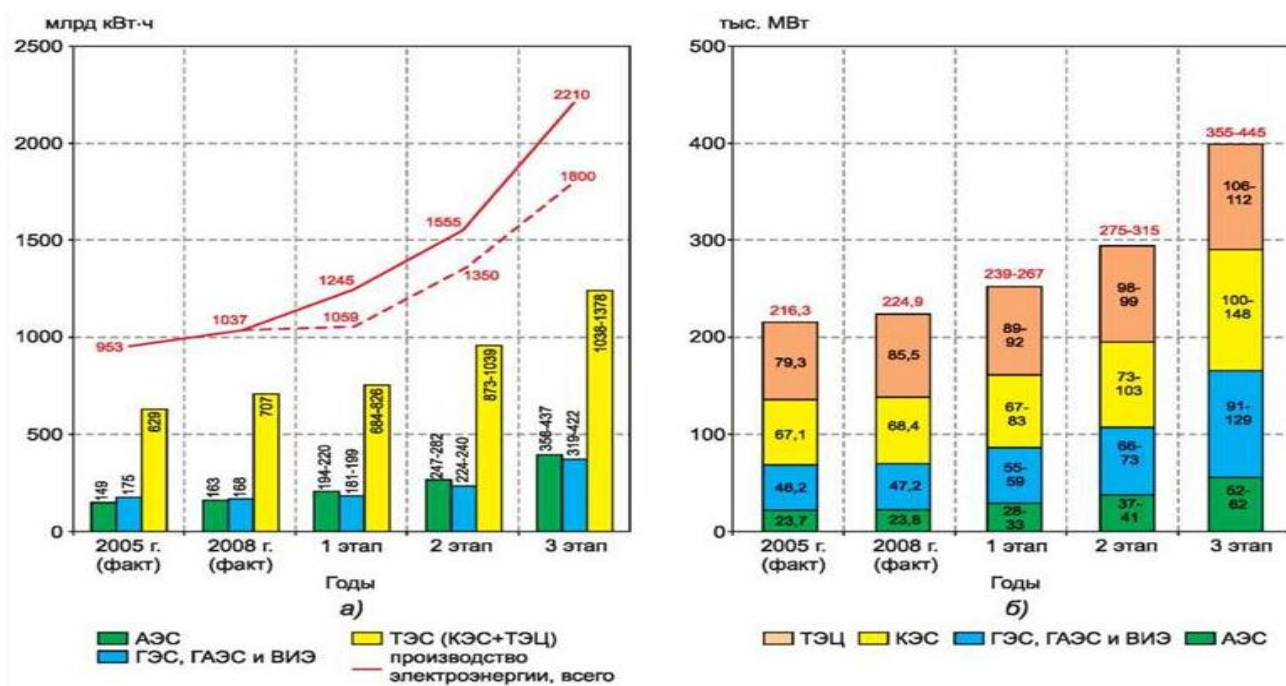 млрд кВт·ч
2500
2000
1500
1000
500
0
2210
1800
1555
1350
1245
1059
1037
953
149
175
629
163
168
707
194-220
181-199
684-826
247-282
224-240
873-1039
356-437
319-422
1038-1378
2005 г.
(факт)
2008 г.
(факт)
1 этап
2 этап
3 этап
Годы
а)
АЭС
ГЭС, ГАЭС и ВИЭ
ТЭС (КЭС+ТЭЦ)
производство
электроэнергии, всего
тыс. МВт
500
400
300
200
100
0
216,3
79,3
67,1
46,2
23,7
224,9
85,5
68,4
47,2
23,8
239-267
89-
92
67-
83
55-
59
28-
33
275-315
98-
99
73-
103
66-
73
37-
41
355-445
106-
112
100-
148
91-
129
52-
62
2005 г.
(факт)
2008 г.
(факт)
1 этап
2 этап
3 этап
Годы
б)
ТЭЦ
КЭС
ГЭС, ГАЭС и ВИЭ
АЭС